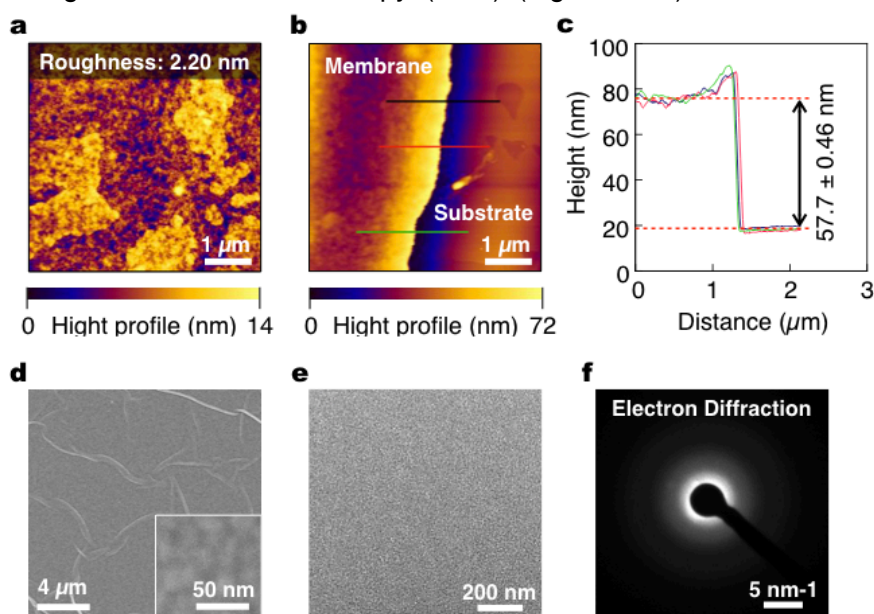 a
b
c
Roughness: 2.20 nm
Membrane
Substrate
1 µm
1 µm
0 Hight profile (nm) 14
0 Hight profile (nm) 72
100
80
60
40
20
0
Height (nm)
57.7 ± 0.46 nm
0 1 2 3
Distance (µm)
d
e
f
4 µm
50 nm
200 nm
Electron Diffraction
5 nm-1